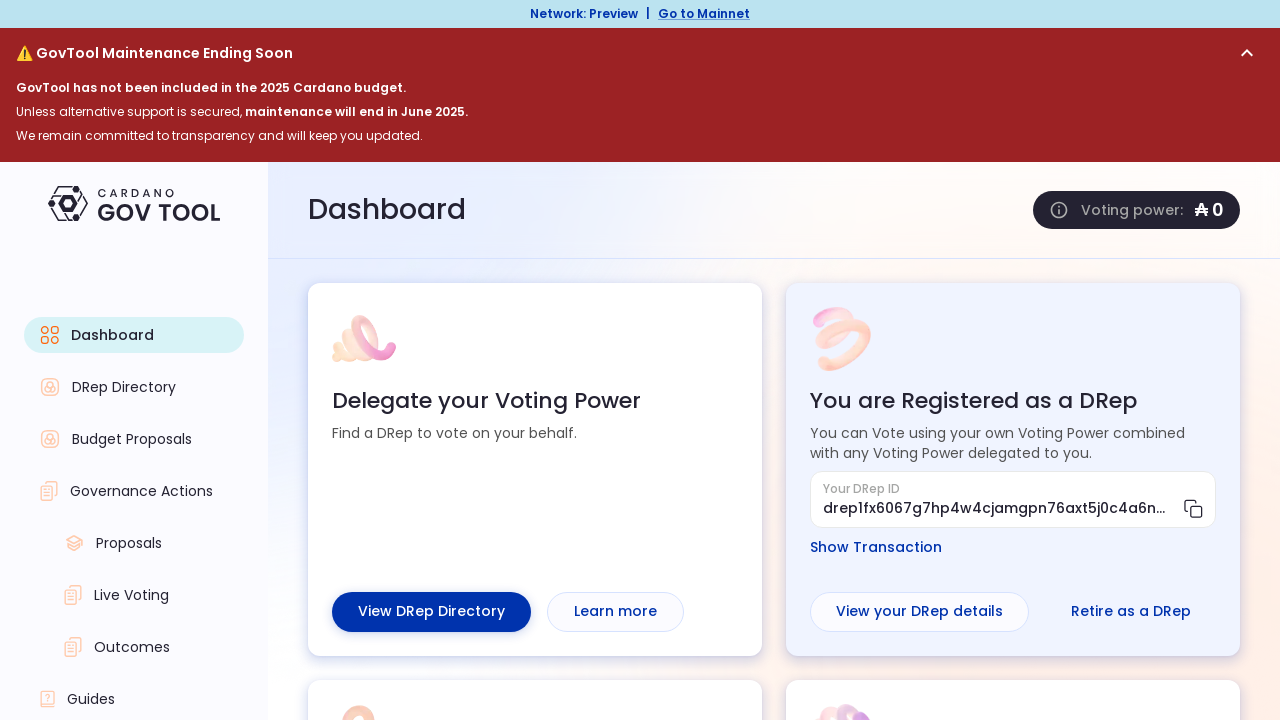 Network: Preview | Go to Mainnet
⚠️ GovTool Maintenance Ending Soon
GovTool has not been included in the 2025 Cardano budget.
Unless alternative support is secured, maintenance will end in June 2025.
We remain committed to transparency and will keep you updated.
CARDANO
GOV TOOL
Dashboard
DRep Directory
Budget Proposals
Governance Actions
Proposals
Live Voting
Outcomes
Guides
Dashboard
Voting power: ₳ 0
Delegate your Voting Power
Find a DRep to vote on your behalf.
View DRep Directory
Learn more
You are Registered as a DRep
You can Vote using your own Voting Power combined
with any Voting Power delegated to you.
Your DRep ID
drep1fx6067g7hp4w4cjamgpn76axt5j0c4a6n...
Show Transaction
View your DRep details
Retire as a DRep